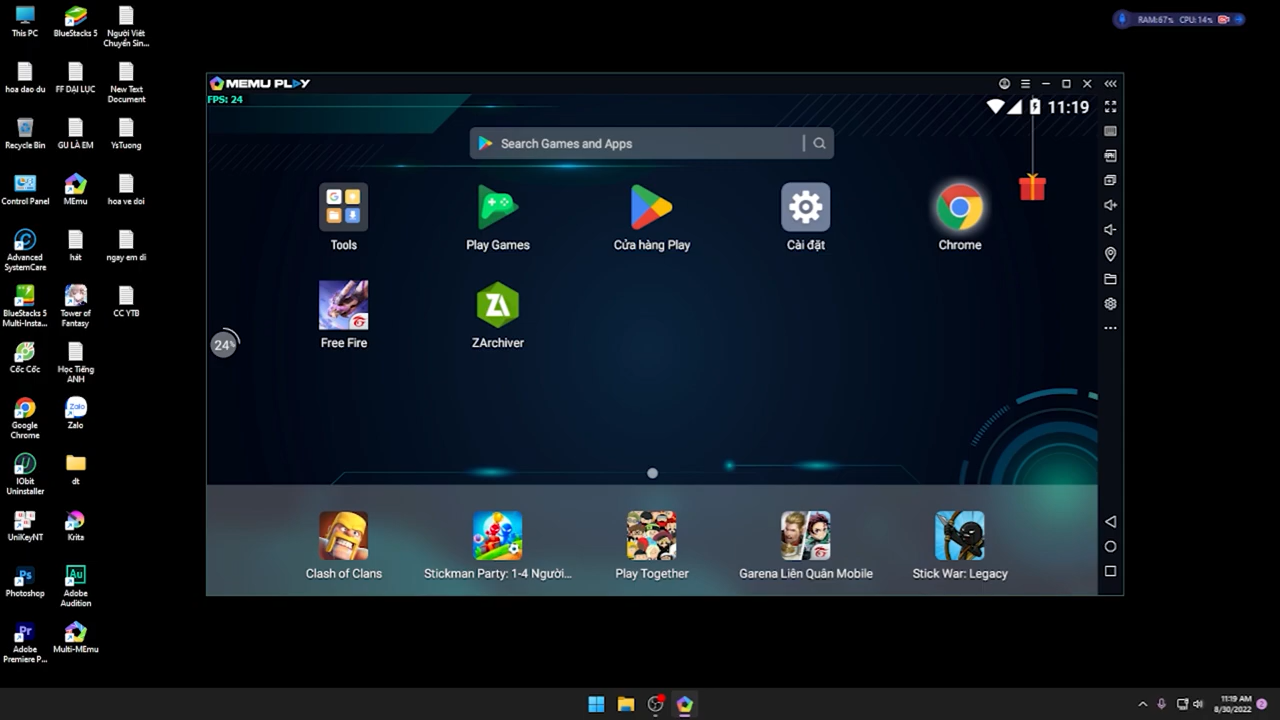 This PC
BlueStacks 5
Người Viết
Chuyển Sin...
hoa dao du
FF ĐẠI LỤC
New Text
Document
Recycle Bin
GU LÀ EM
YsTuong
Control Panel
MEmu
hoa ve doi
Advanced
SystemCare
hát
ngay em di
BlueStacks 5
Multi-Insta...
Tower of
Fantasy
CC YTB
Cốc Cốc
Học Tiếng
ANH
Google
Chrome
Zalo
IObit
Uninstaller
dt
UniKeyNT
Krita
Photoshop
Adobe
Audition
Adobe
Premiere P...
Multi-MEmu
RAM:67% CPU:14%
MEMU PLAY
FPS: 24
11:19
Search Games and Apps
Tools
Play Games
Cửa hàng Play
Cài đặt
Chrome
Free Fire
ZArchiver
24%
Clash of Clans
Stickman Party: 1-4 Người...
Play Together
Garena Liên Quân Mobile
Stick War: Legacy
11:19 AM
8/30/2022
2